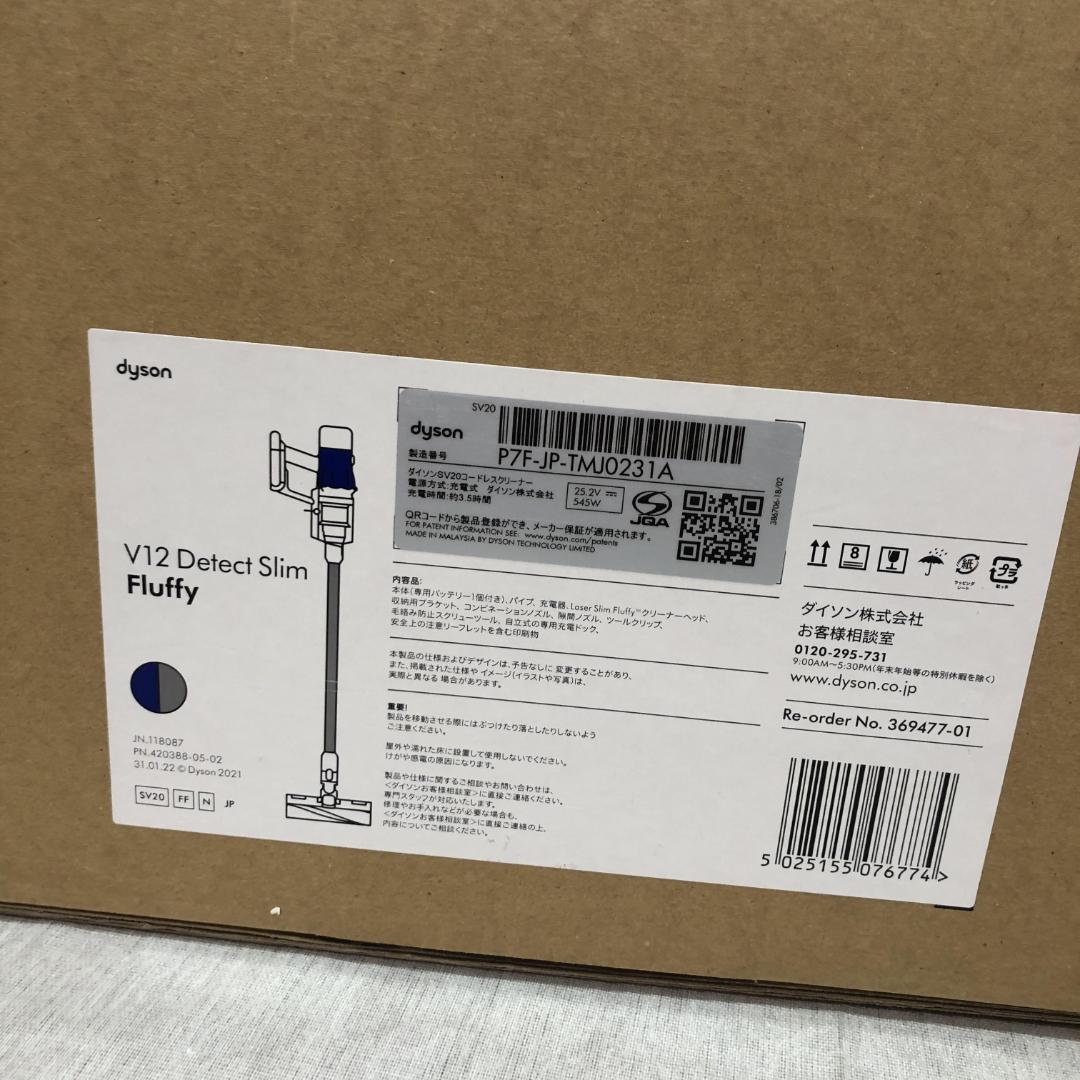 dyson
V12 Detect Slim
Fluffy
JN.118087
PN.420388-05-02
31.01.22 © Dyson 2021
SV20 FF N JP
SV20
dyson
製造番号
P7F-JP-TMJ0231A
ダイソンSV20コードレスクリーナー
電源方式:充電式 ダイソン株式会社
充電時間:約3.5時間
25.2V
545W
JQA
QRコードから製品登録ができ、メーカー保証が適用されます。
FOR PATENT INFORMATION SEE: www.dyson.com/patents
MADE IN MALAYSIA BY DYSON TECHNOLOGY LIMITED
386706-18/02
内容品:
本体(専用バッテリー1個付き)、パイプ、充電器、Laser Slim Fluffy™クリーナーヘッド、
収納用ブラケット、コンビネーションノズル、隙間ノズル、ツールクリップ、
毛絡み防止スクリューツール、自立式の専用充電ドック、
安全上の注意リーフレットを含む印刷物
本製品の仕様およびデザインは、予告なしに変更することがあり、
また、掲載された仕様やイメージ(イラストや写真)は、
実際と異なる場合があります。
重要!
製品を移動させる際にはぶつけたり落としたりしないよう
ご注意ください。
屋外や濡れた床に設置して使用しないでください。
けがや感電の原因になります。
製品や仕様に関するご相談やお問い合わせは、
<ダイソンお客様相談室>に直接ご連絡ください。
専門スタッフが対応いたします。
修理やお手入れなどが必要な場合も、
<ダイソンお客様相談室>に直接ご連絡の上、
内容についてご相談ください。
8
紙
プラ
ダイソン株式会社
お客様相談室
0120-295-731
9:00AM~5:30PM(年末年始等の特別休暇を除く)
www.dyson.co.jp
Re-order No. 369477-01
5 025155 076774 >